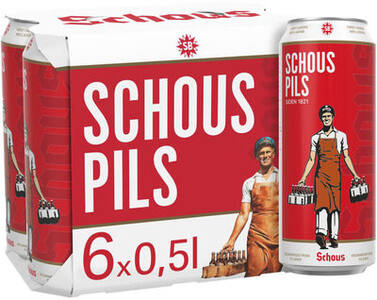 SB
SCHOUS
PILS
6x0,5l
SCHOUS
PILS
SIDEN 1821
Schous